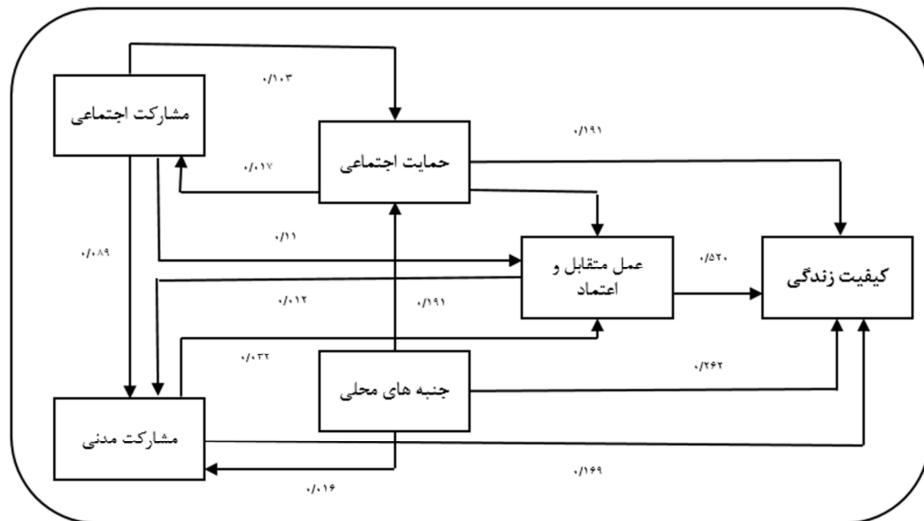 ۰/۱۰۳
مشارکت اجتماعی
۰/۱۹۱
حمایت اجتماعی
۰/۰۱۷
۰/۱۱
۰/۰۸۹
عمل متقابل و
اعتماد
۰/۵۲۰
کیفیت زندگی
۰/۰۱۲
۰/۱۹۱
۰/۰۳۲
جنبه های محلی
۰/۲۶۲
مشارکت مدنی
۰/۰۱۶
۰/۱۶۹